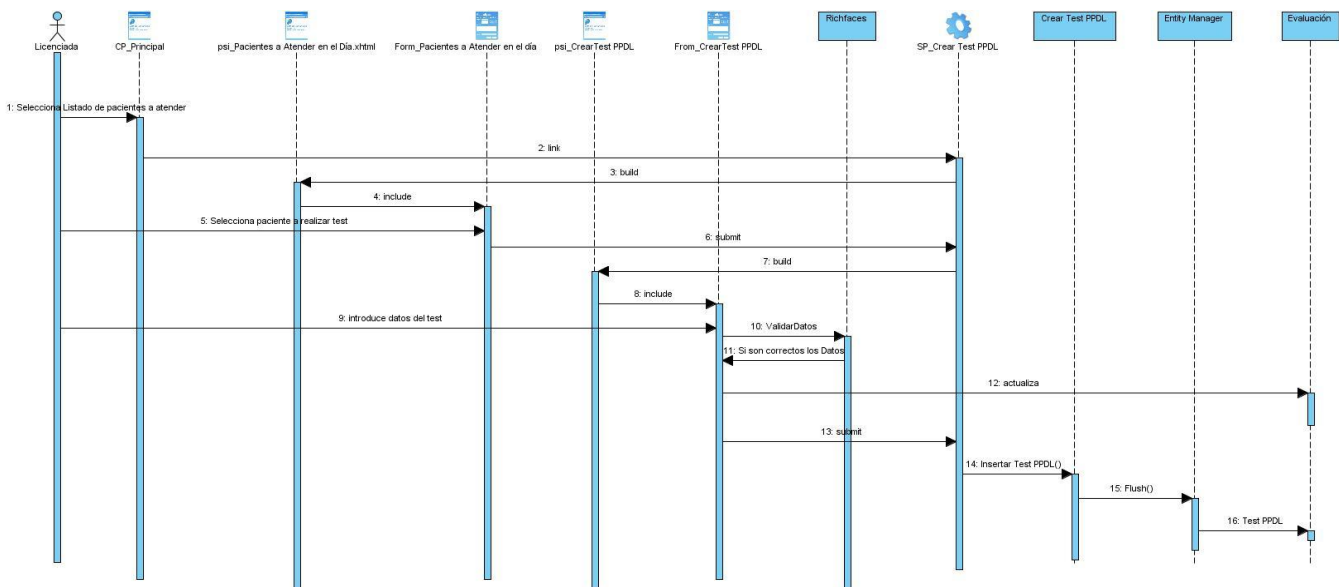 Licenciada
CP_Principal
psi_Pacientes a Atender en el Día.xhtml
Form_Pacientes a Atender en el día
psi_CrearTest PPDL
From_CrearTest PPDL
Richfaces
SP_Crear Test PPDL
Crear Test PPDL
Entity Manager
Evaluación
1: Selecciona Listado de pacientes a atender
2: link
3: build
4: include
5: Selecciona paciente a realizar test
6: submit
7: build
8: include
9: introduce datos del test
10: ValidarDatos
11: Si son correctos los Datos
12: actualiza
13: submit
14: Insertar Test PPDL()
15: Flush()
16: Test PPDL